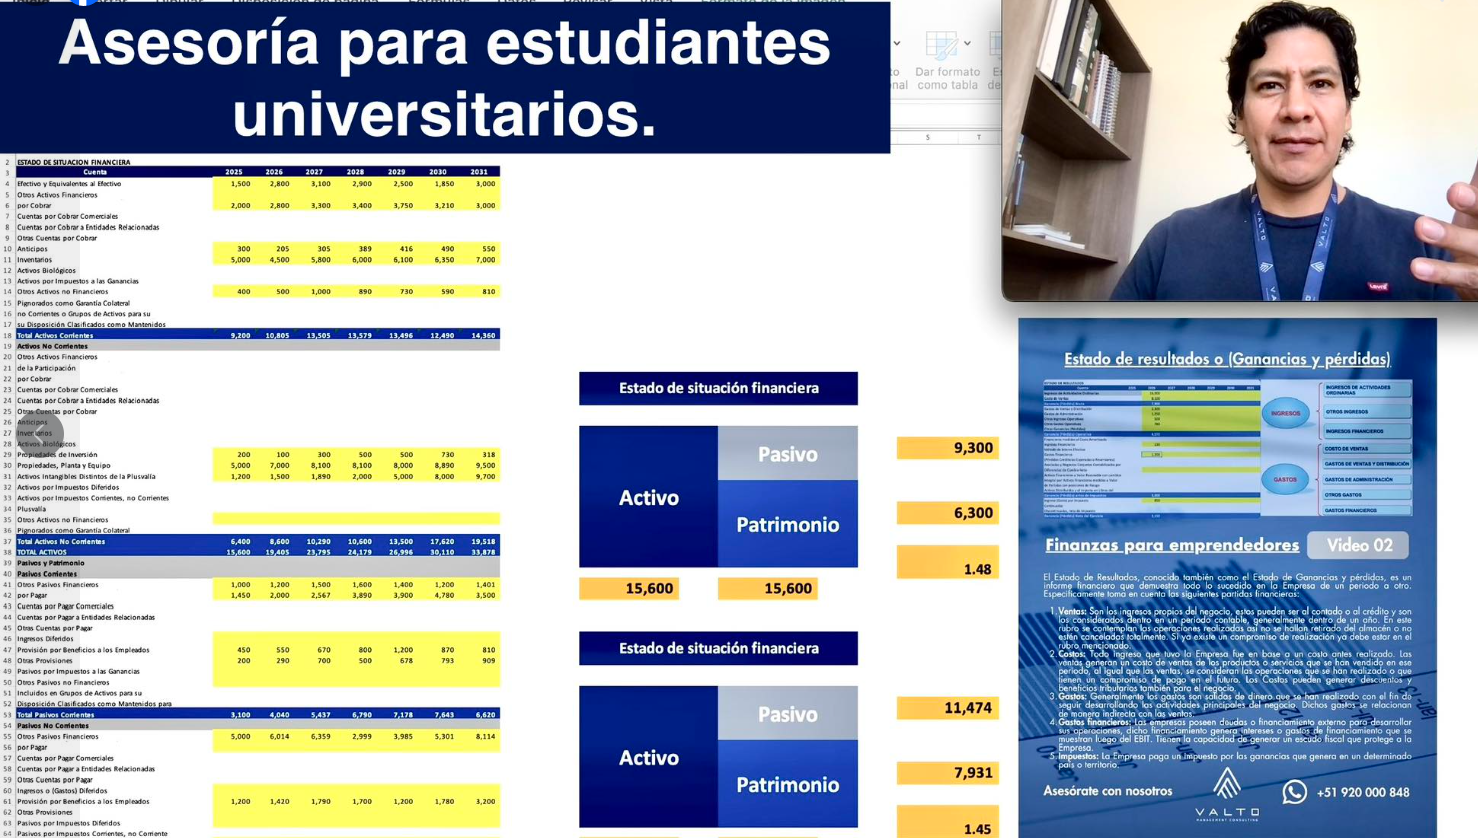 Asesoría para estudiantes
universitarios.
Dar formato
como tabla
S T
2 ESTADO DE SITUACION FINANCIERA
3 Cuenta 2025 2026 2027 2028 2029 2030 2031
4 Efectivo y Equivalentes al Efectivo 1,500 2,800 3,100 2,900 2,500 1,850 3,000
5 Otros Activos Financieros
6 por Cobrar 2,000 2,800 3,300 3,400 3,750 3,210 3,000
7 Cuentas por Cobrar Comerciales
8 Cuentas por Cobrar a Entidades Relacionadas
9 Otras Cuentas por Cobrar
10 Anticipos 300 205 305 389 416 490 550
11 Inventarios 5,000 4,500 5,800 6,000 6,100 6,350 7,000
12 Activos Biológicos
13 Activos por Impuestos a las Ganancias
14 Otros Activos no Financieros 400 500 1,000 890 730 590 810
15 Pignorados como Garantía Colateral
16 no Corrientes o Grupos de Activos para su
17 su Disposición Clasificados como Mantenidos
18 Total Activos Corrientes 9,200 10,805 13,505 13,579 13,496 12,490 14,360
19 Activos No Corrientes
20 Otros Activos Financieros
21 de la Participación
22 por Cobrar
23 Cuentas por Cobrar Comerciales
24 Cuentas por Cobrar a Entidades Relacionadas
25 Otras Cuentas por Cobrar
26 Anticipos
27 Inventarios
28 Activos Biológicos
29 Propiedades de Inversión 200 100 300 500 500 730 318
30 Propiedades, Planta y Equipo 5,000 7,000 8,100 8,100 8,000 8,890 9,500
31 Activos Intangibles Distintos de la Plusvalía 1,200 1,500 1,890 2,000 5,000 8,000 9,700
32 Activos por Impuestos Diferidos
33 Activos por Impuestos Corrientes, no Corrientes
34 Plusvalía
35 Otros Activos no Financieros
36 Pignorados como Garantía Colateral
37 Total Activos No Corrientes 6,400 8,600 10,290 10,600 13,500 17,620 19,518
38 TOTAL ACTIVOS 15,600 19,405 23,795 24,179 26,996 30,110 33,878
39 Pasivos y Patrimonio
40 Pasivos Corrientes
41 Otros Pasivos Financieros 1,000 1,200 1,500 1,600 1,400 1,200 1,401
42 por Pagar 1,450 2,000 2,567 3,890 3,900 4,780 3,500
43 Cuentas por Pagar Comerciales
44 Cuentas por Pagar a Entidades Relacionadas
45 Otras Cuentas por Pagar
46 Ingresos Diferidos
47 Provisión por Beneficios a los Empleados 450 550 670 800 1,200 870 810
48 Otras Provisiones 200 290 700 500 678 793 909
49 Pasivos por Impuestos a las Ganancias
50 Otros Pasivos no Financieros
51 Incluidos en Grupos de Activos para su
52 Disposición Clasificados como Mantenidos para
53 Total Pasivos Corrientes 3,100 4,040 5,437 6,790 7,178 7,643 6,620
54 Pasivos No Corrientes
55 Otros Pasivos Financieros 5,000 6,014 6,359 2,999 3,985 5,301 8,114
56 por Pagar
57 Cuentas por Pagar Comerciales
58 Cuentas por Pagar a Entidades Relacionadas
59 Otras Cuentas por Pagar
60 Ingresos o (Gastos) Diferidos
61 Provisión por Beneficios a los Empleados 1,200 1,420 1,790 1,700 1,200 1,780 3,200
62 Otras Provisiones
63 Pasivos por Impuestos Diferidos
64 Pasivos por Impuestos Corrientes, no Corriente
Estado de situación financiera
Activo
Pasivo
Patrimonio
15,600 15,600
9,300
6,300
1.48
Estado de situación financiera
Activo
Pasivo
Patrimonio
11,474
7,931
1.45
VALTO
VALTO
Levi's
Estado de resultados o (Ganancias y pérdidas)
INGRESOS
INGRESOS DE ACTIVIDADES
ORDINARIAS
OTROS INGRESOS
INGRESOS FINANCIEROS
GASTOS
COSTO DE VENTAS
GASTOS DE VENTAS Y DISTRIBUCIÓN
GASTOS DE ADMINISTRACIÓN
OTROS GASTOS
GASTOS FINANCIEROS
Finanzas para emprendedores Video 02
El Estado de Resultados, conocido también como el Estado de Ganancias y pérdidas, es un
informe financiero que demuestra todo lo sucedido en la Empresa de un periodo a otro.
Específicamente toma en cuenta las siguientes partidas financieras:
1. Ventas: Son los ingresos propios del negocio, estos pueden ser al contado o al crédito y son
los considerados dentro en un periodo contable, generalmente dentro de un año. En este
rubro se contemplan las operaciones realizadas así no se hallan retirado del almacén o no
estén canceladas totalmente. Si ya existe un compromiso de realización ya debe estar en el
rubro mencionado.
2. Costos: Todo ingreso que tuvo la Empresa fue en base a un costo antes realizado. Las
ventas generan un costo de ventas de los productos o servicios que se han vendido en ese
periodo, al igual que las ventas, se consideran las operaciones que se han realizado o que
tienen un compromiso de pago en el futuro. Los Costos pueden generar descuentos y
beneficios tributarios también para el negocio.
3. Gastos: Generalmente los gastos son salidas de dinero que se han realizado con el fin de
seguir desarrollando las actividades principales del negocio. Dichos gastos se relacionan
de manera indirecta con las ventas.
4. Gastos financieros: Las empresas poseen deudas o financiamiento externo para desarrollar
sus operaciones, dicho financiamiento genera intereses o gastos de financiamiento que se
muestran luego del EBIT. Tienen la capacidad de generar un escudo fiscal que protege a la
Empresa.
5. Impuestos: La Empresa paga un impuesto por las ganancias que genera en un determinado
país o territorio.
Asesórate con nosotros
VALTO
MANAGEMENT CONSULTING
+51 920 000 848